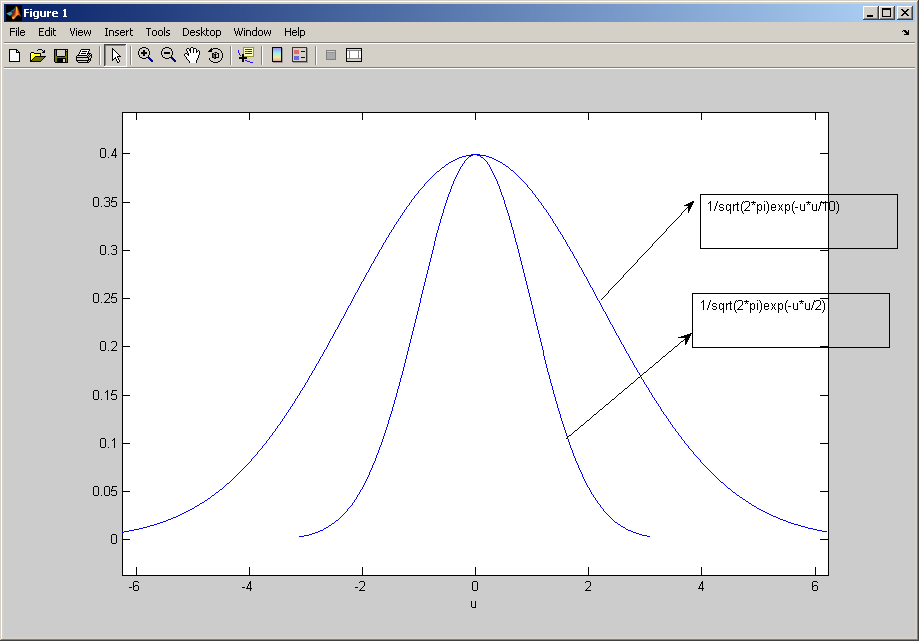 Figure 1
File Edit View Insert Tools Desktop Window Help
0.4
0.35
0.3
0.25
0.2
0.15
0.1
0.05
0
-6 -4 -2 0 2 4 6
u
1/sqrt(2*pi)exp(-u*u/10)
1/sqrt(2*pi)exp(-u*u/2)